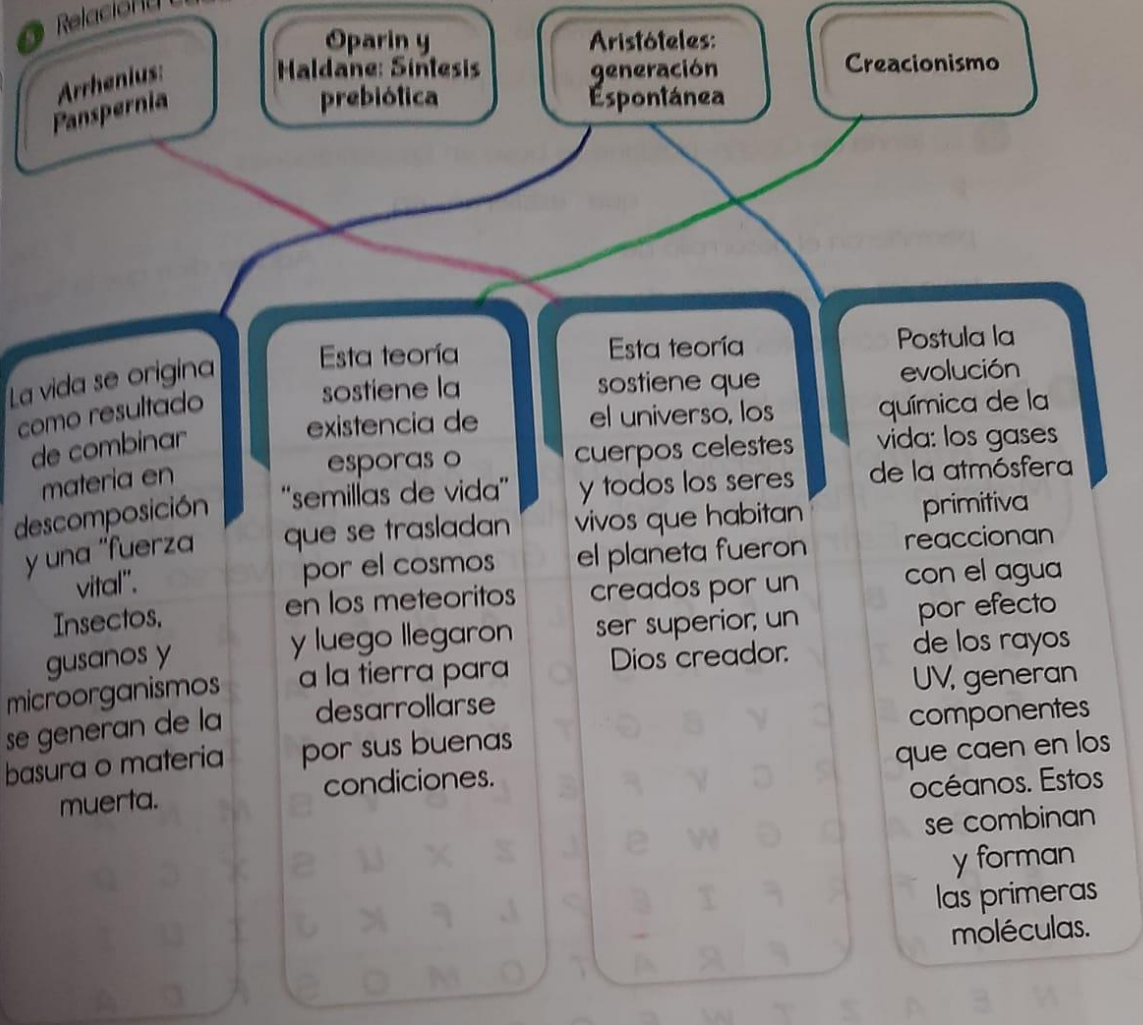 Arrhenius:
Panspernia
Oparin y
Haldane: Síntesis
prebiótica
Aristóteles:
generación
Espontánea
Creacionismo
La vida se origina
como resultado
de combinar
materia en
descomposición
y una "fuerza
vital".
Insectos,
gusanos y
microorganismos
se generan de la
basura o materia
muerta.
Esta teoría
sostiene la
existencia de
esporas o
"semillas de vida"
que se trasladan
por el cosmos
en los meteoritos
y luego llegaron
a la tierra para
desarrollarse
por sus buenas
condiciones.
Esta teoría
sostiene que
el universo, los
cuerpos celestes
y todos los seres
vivos que habitan
el planeta fueron
creados por un
ser superior, un
Dios creador.
Postula la
evolución
química de la
vida: los gases
de la atmósfera
primitiva
reaccionan
con el agua
por efecto
de los rayos
UV, generan
componentes
que caen en los
océanos. Estos
se combinan
y forman
las primeras
moléculas.